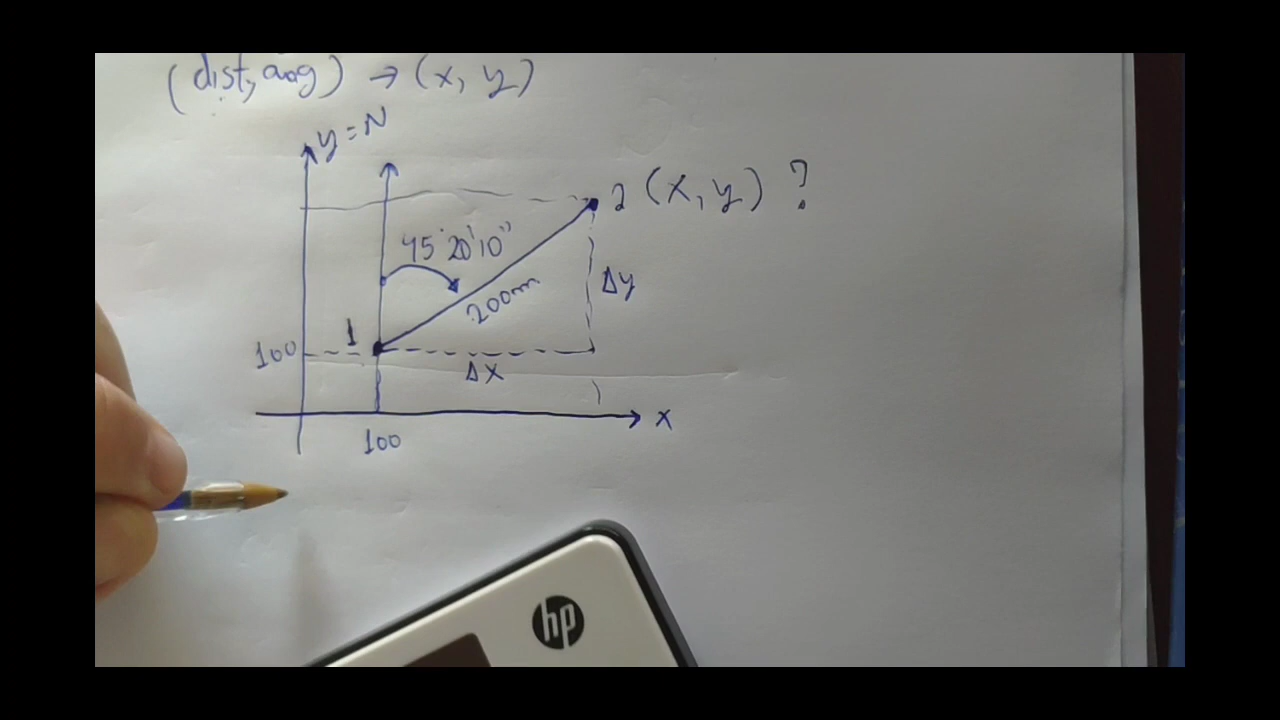 (dist, ang) → (x, y)
y = N
2 (x, y) ?
45°20'10"
200m
Δy
1
100
Δx
x
100
hp